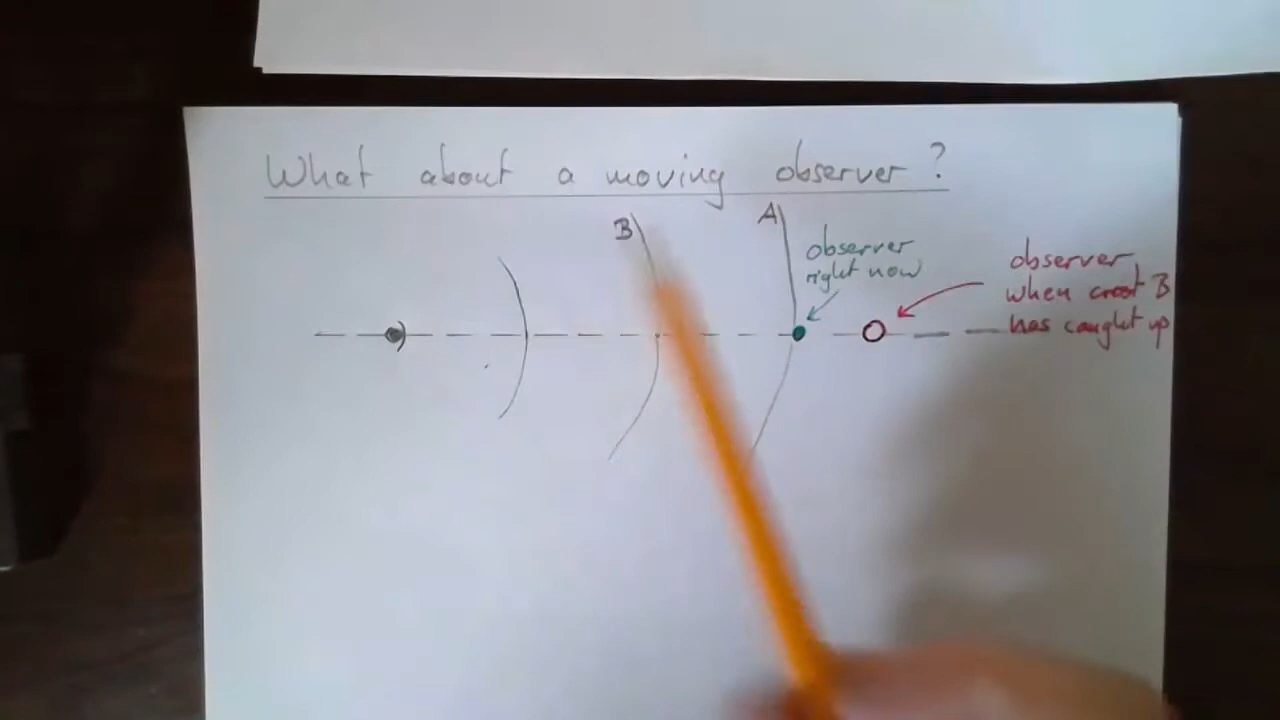 What about a moving observer?
B
A
observer
right now
observer
when crest B
has caught up